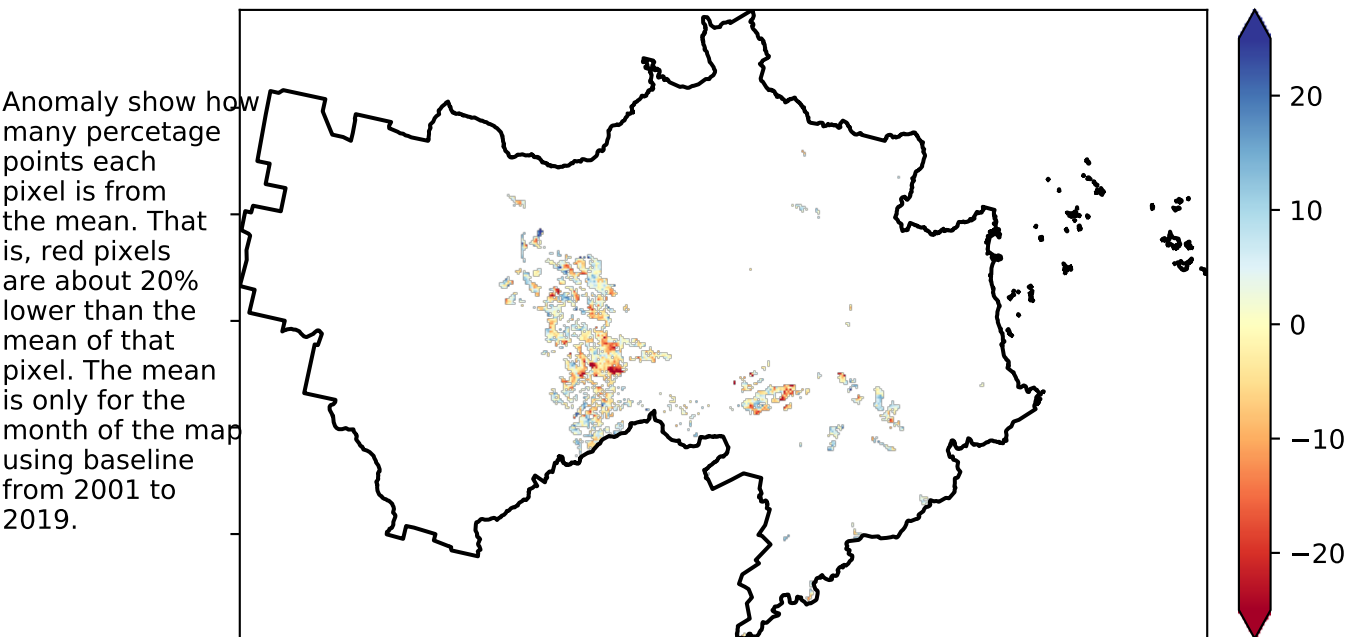 Anomaly show how
many percetage
points each
pixel is from
the mean. That
is, red pixels
are about 20%
lower than the
mean of that
pixel. The mean
is only for the
month of the map
using baseline
from 2001 to
2019.
20
10
0
−10
−20